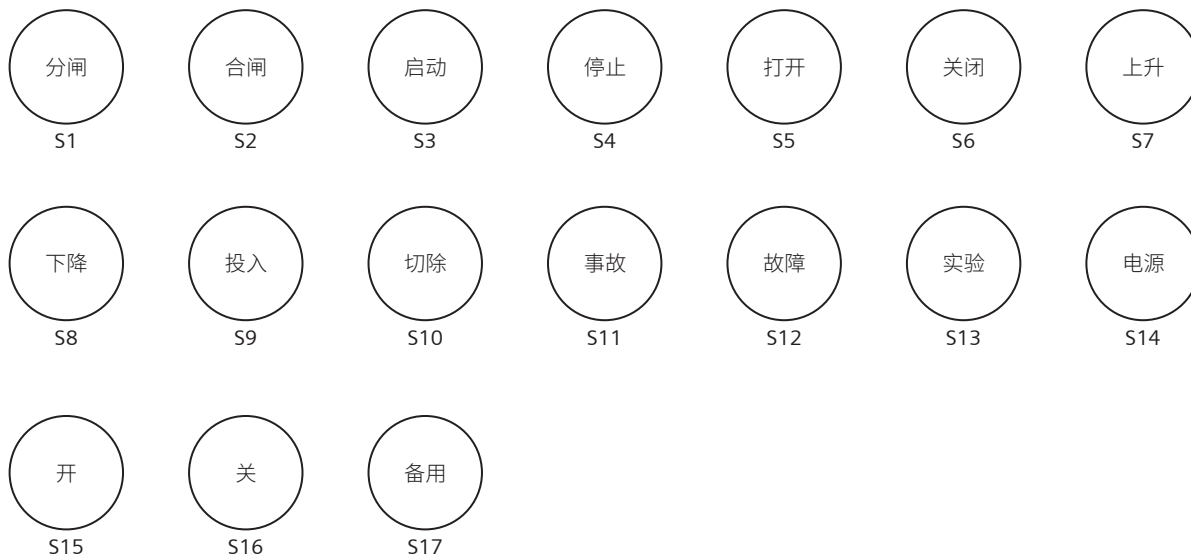 分闸 合闸 启动 停止 打开 关闭 上升
S1 S2 S3 S4 S5 S6 S7
下降 投入 切除 事故 故障 实验 电源
S8 S9 S10 S11 S12 S13 S14
开 关 备用
S15 S16 S17